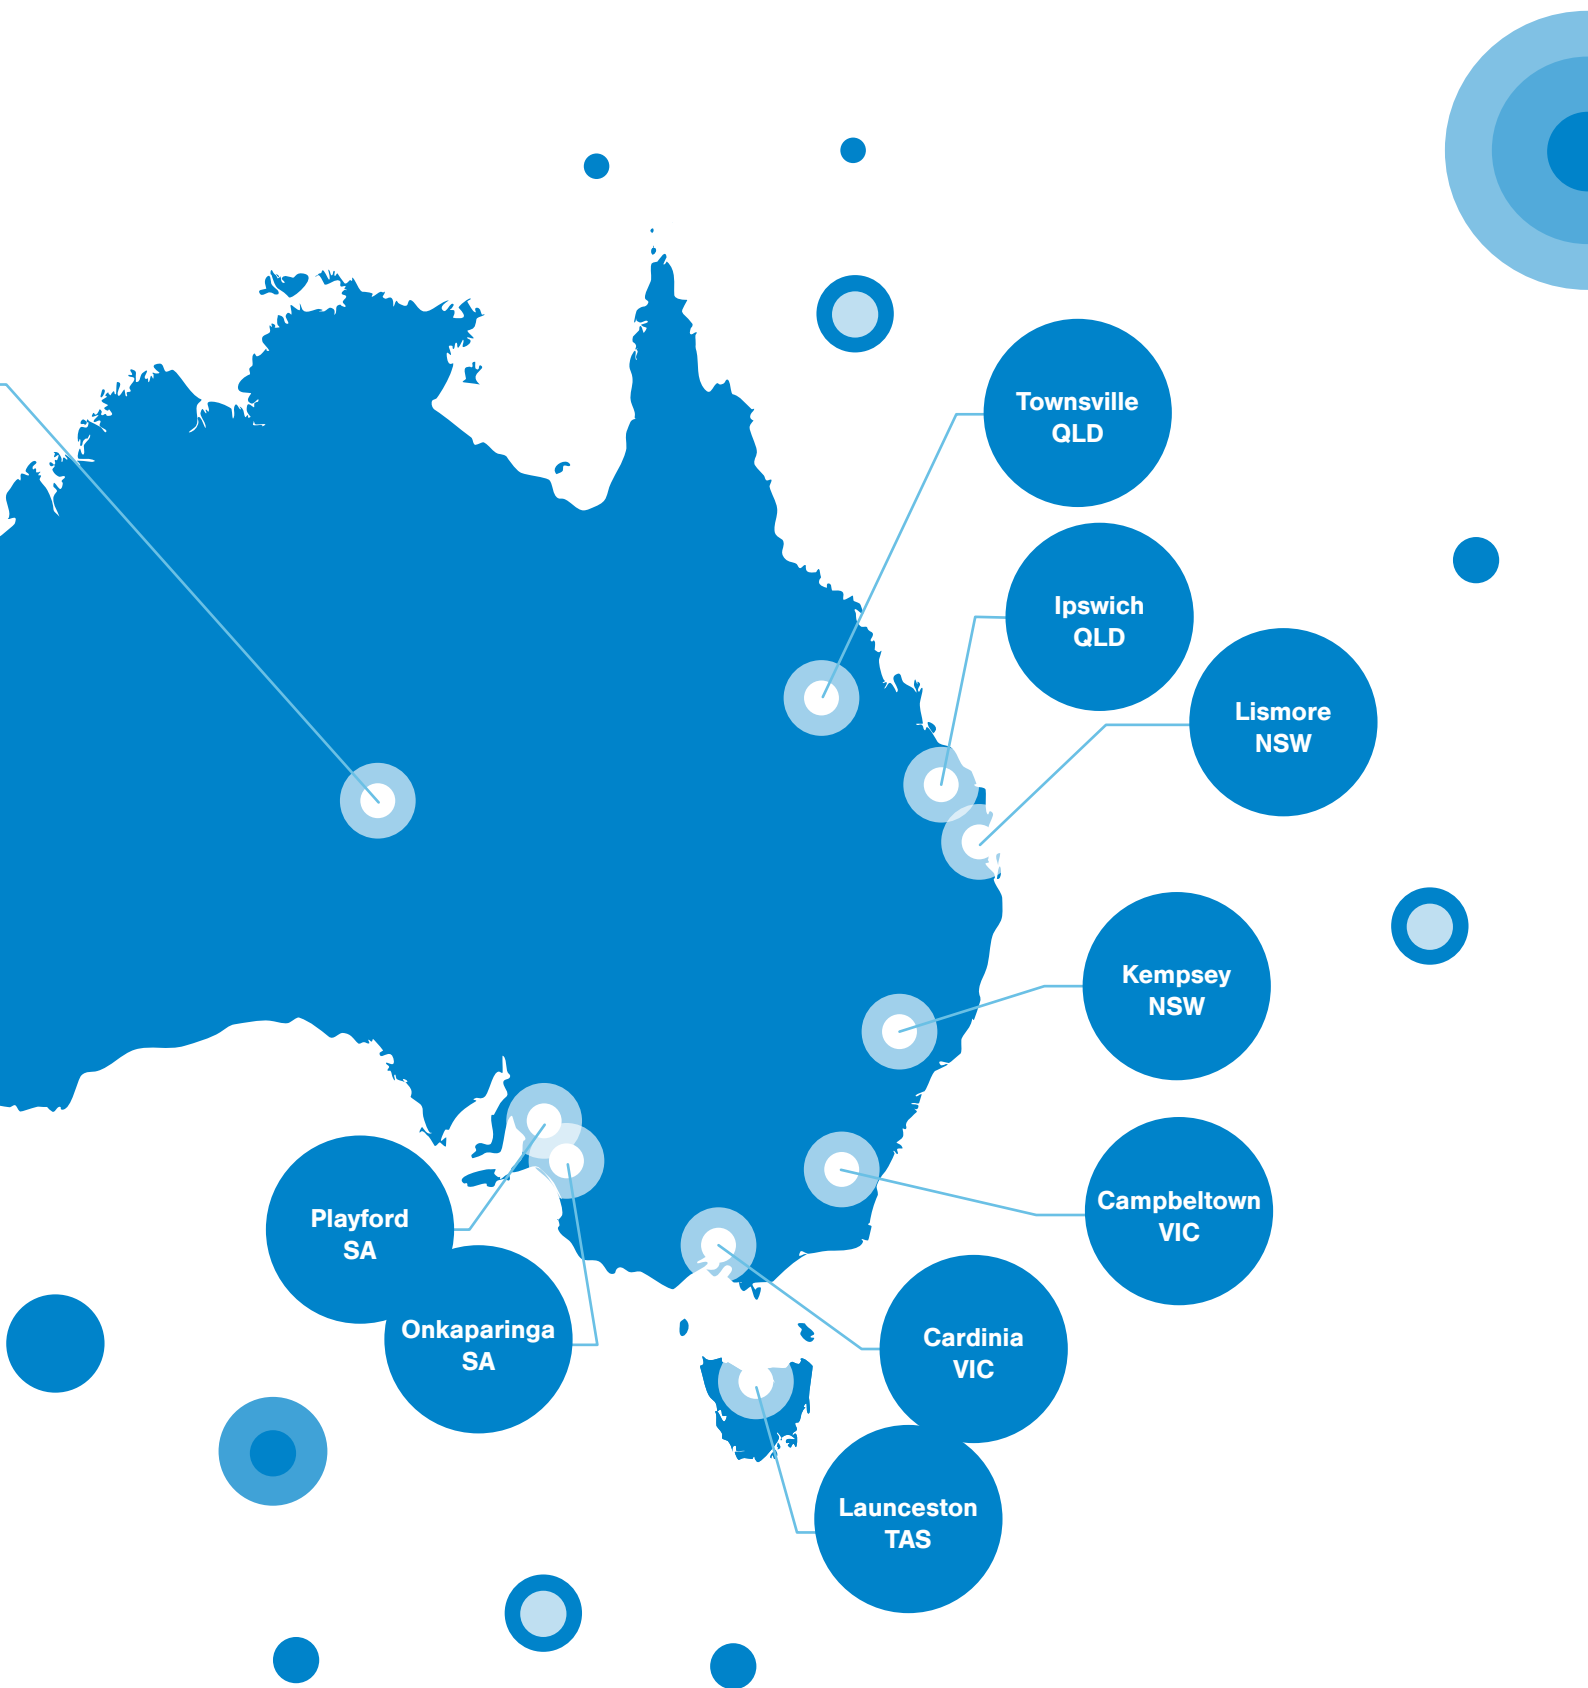 Townsville
QLD
Ipswich
QLD
Lismore
NSW
Kempsey
NSW
Campbeltown
VIC
Playford
SA
Onkaparinga
SA
Cardinia
VIC
Launceston
TAS